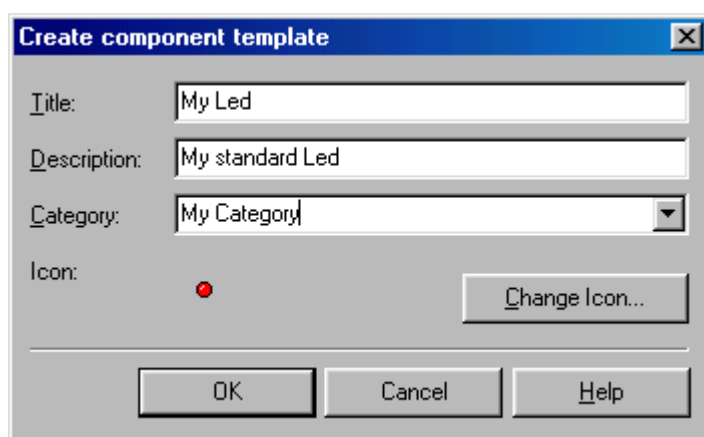 Create component template
Title: My Led
Description: My standard Led
Category: My Category
Icon:
Change Icon...
OK Cancel Help